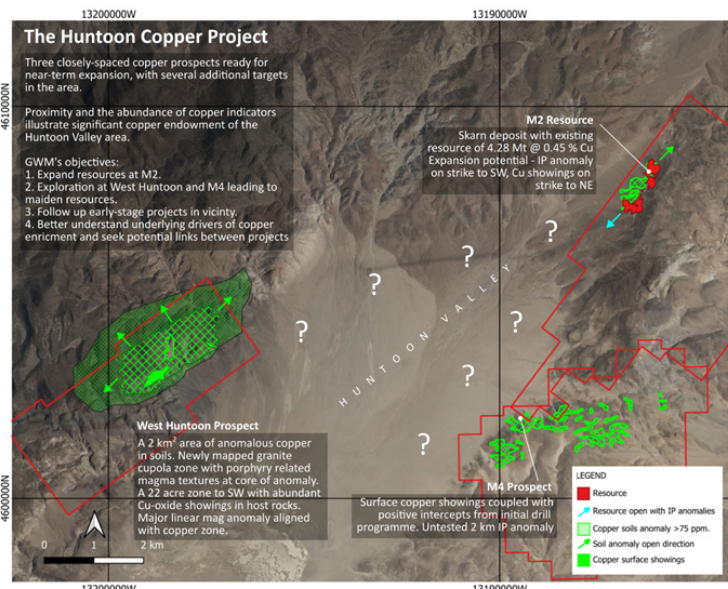 13200000W
13190000W
The Huntoon Copper Project
Three closely-spaced copper prospects ready for
near-term expansion, with several additional targets
in the area.
Proximity and the abundance of copper indicators
illustrate significant copper endowment of the
Huntoon Valley area.
GWM's objectives:
1. Expand resources at M2.
2. Exploration at West Huntoon and M4 leading to
maiden resources.
3. Follow up early-stage projects in vicinity.
4. Better understand underlying drivers of copper
enricment and seek potential links between projects
4610000N
M2 Resource
Skarn deposit with existing
resource of 4.28 Mt @ 0.45 % Cu
Expansion potential - IP anomaly
on strike to SW, Cu showings on
strike to NE
?
?
?
?
?
?
?
HUNTOON VALLEY
West Huntoon Prospect
A 2 km² area of anomalous copper
in soils. Newly mapped granite
cupola zone with porphyry related
magma textures at core of anomaly.
A 22 acre zone to SW with abundant
Cu-oxide showings in host rocks.
Major linear mag anomaly aligned
with copper zone.
M4 Prospect
Surface copper showings coupled with
positive intercepts from initial drill
programme. Untested 2 km IP anomaly
4600000N
0 1 2 km
LEGEND
Resource
Resource open with IP anomalies
Copper soils anomaly >75 ppm.
Soil anomaly open direction
Copper surface showings
13200000W
13190000W